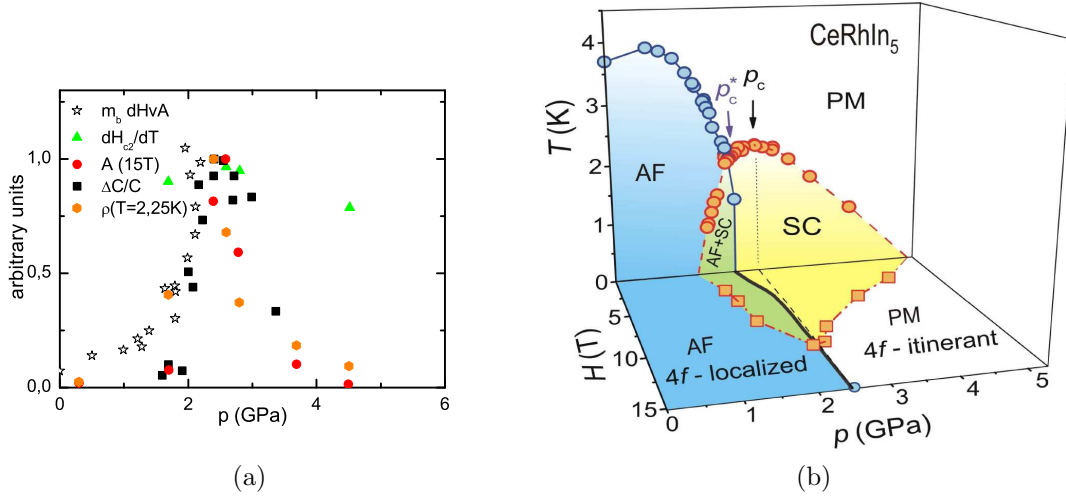 1,0
0,5
0,0
0
2
4
6
arbitrary units
p (GPa)
m_b dHvA
dH_c2/dT
A (15T)
ΔC/C
ρ(T=2,25K)
(a)
CeRhIn₅
4
3
2
1
0
T (K)
p_c^*
p_c
PM
AF
AF+SC
SC
5
10
15
H (T)
AF
4f - localized
PM
4f - itinerant
0
1
2
3
4
5
p (GPa)
(b)